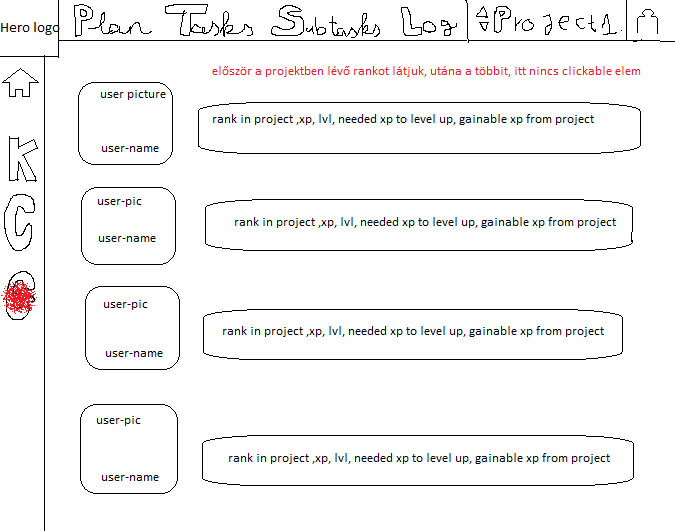 Hero logo
Plan Tasks Subtasks Log Project1.
először a projektben lévő rankot látjuk, utána a többit, itt nincs clickable elem
user picture
rank in project ,xp, lvl, needed xp to level up, gainable xp from project
user-name
K
user-pic
C
rank in project ,xp, lvl, needed xp to level up, gainable xp from project
user-name
user-pic
rank in project ,xp, lvl, needed xp to level up, gainable xp from project
user-name
user-pic
rank in project ,xp, lvl, needed xp to level up, gainable xp from project
user-name